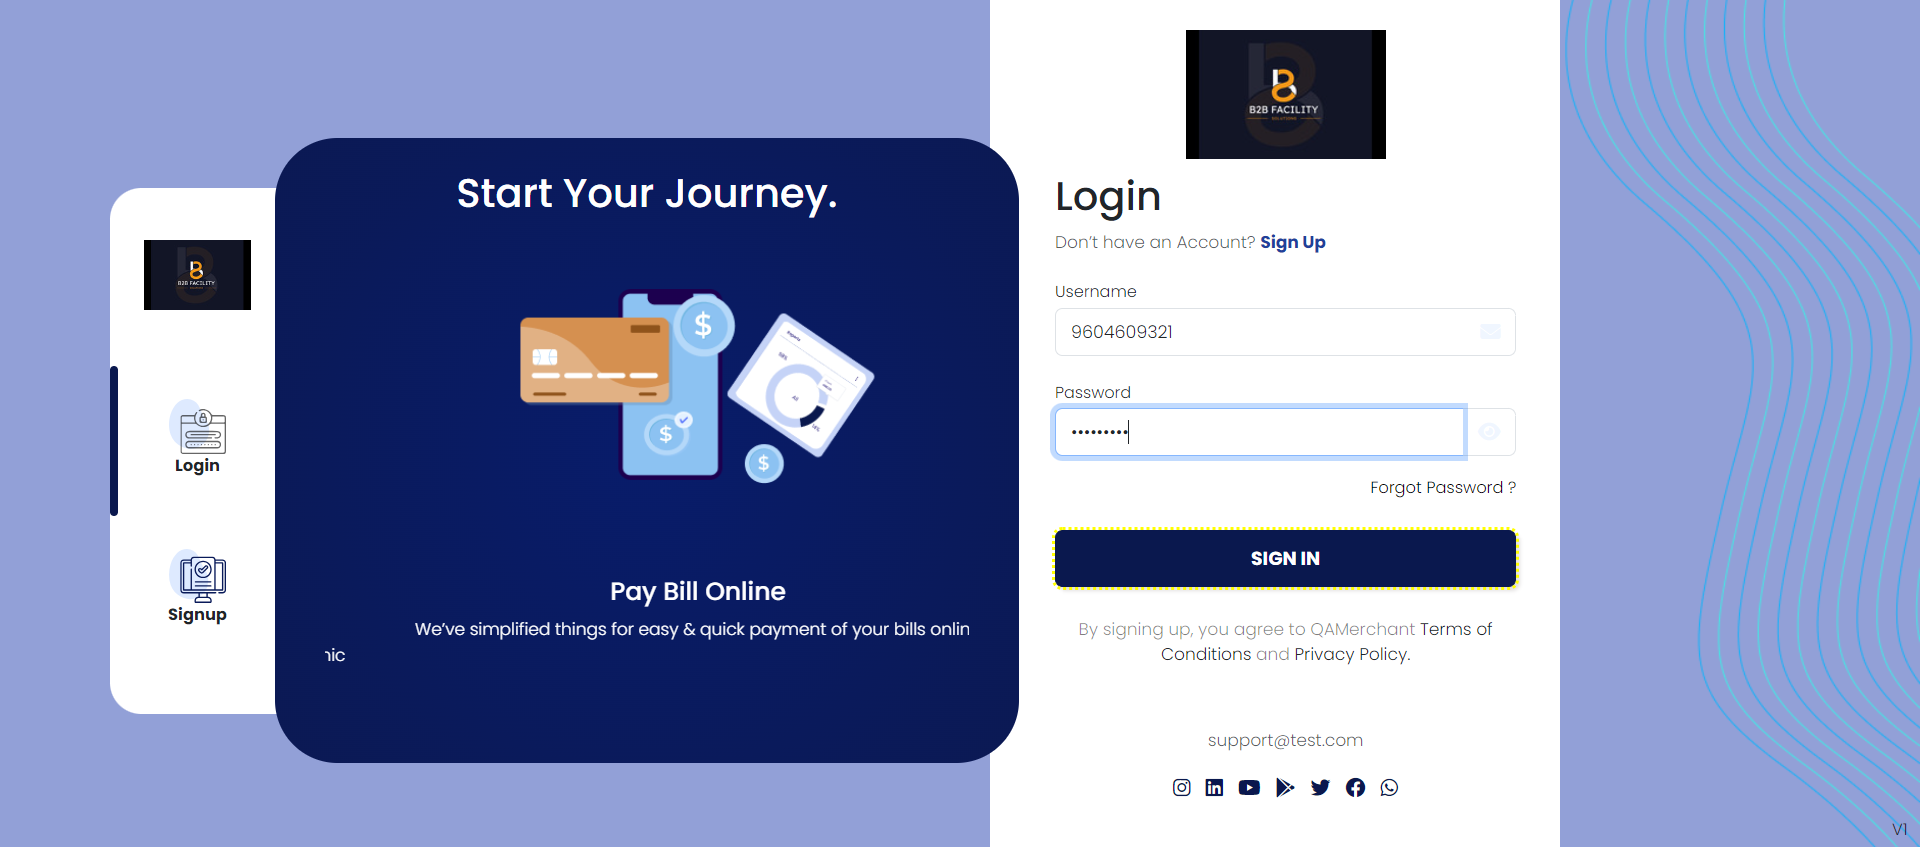 B2B FACILITY
SOLUTIONS
Login
Don't have an Account? Sign Up
Username
9604609321
Password
•••••••••
Forgot Password ?
SIGN IN
By signing up, you agree to QAMerchant Terms of
Conditions and Privacy Policy.
support@test.com
V1
Start Your Journey.
$
$
$
Pay Bill Online
We've simplified things for easy & quick payment of your bills onlin
nic
B2B FACILITY
Login
Signup